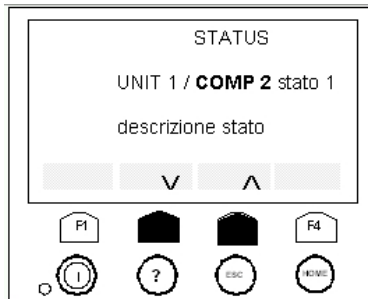 STATUS
UNIT 1 / COMP 2 stato 1
descrizione stato
F1
F4
?
ESC
HOME